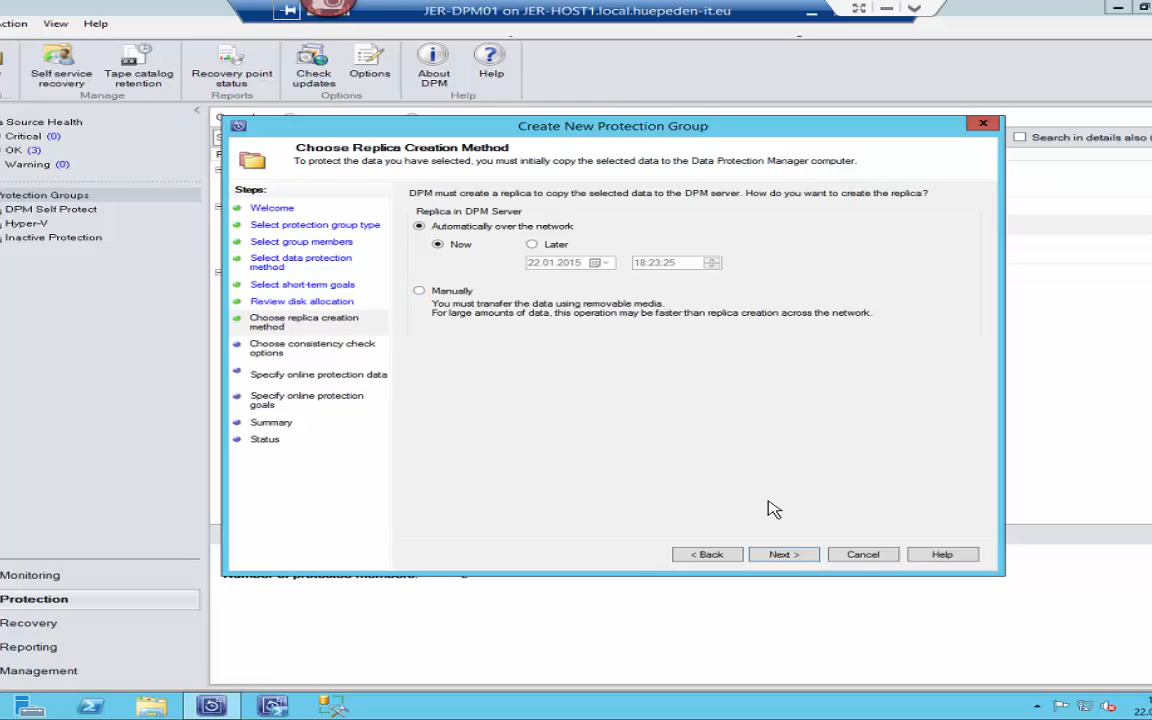 JER-DPM01 on JER-HOST1.local.huepeden-it.eu
ction View Help
Self service recovery
Tape catalog retention
Recovery point status
Check updates
Options
About DPM
Help
Manage
Reports
Options
Help
a Source Health
Critical (0)
OK (3)
Warning (0)
rotection Groups
DPM Self Protect
Hyper-V
Inactive Protection
Search in details also
Create New Protection Group
Choose Replica Creation Method
To protect the data you have selected, you must initially copy the selected data to the Data Protection Manager computer.
Steps:
Welcome
Select protection group type
Select group members
Select data protection
method
Select short-term goals
Review disk allocation
Choose replica creation
method
Choose consistency check
options
Specify online protection data
Specify online protection
goals
Summary
Status
DPM must create a replica to copy the selected data to the DPM server. How do you want to create the replica?
Replica in DPM Server
Automatically over the network
Now Later
22.01.2015 18:23:25
Manually
You must transfer the data using removable media.
For large amounts of data, this operation may be faster than replica creation across the network.
< Back Next > Cancel Help
Number of protected members:
Monitoring
Protection
Recovery
Reporting
Management
22.0